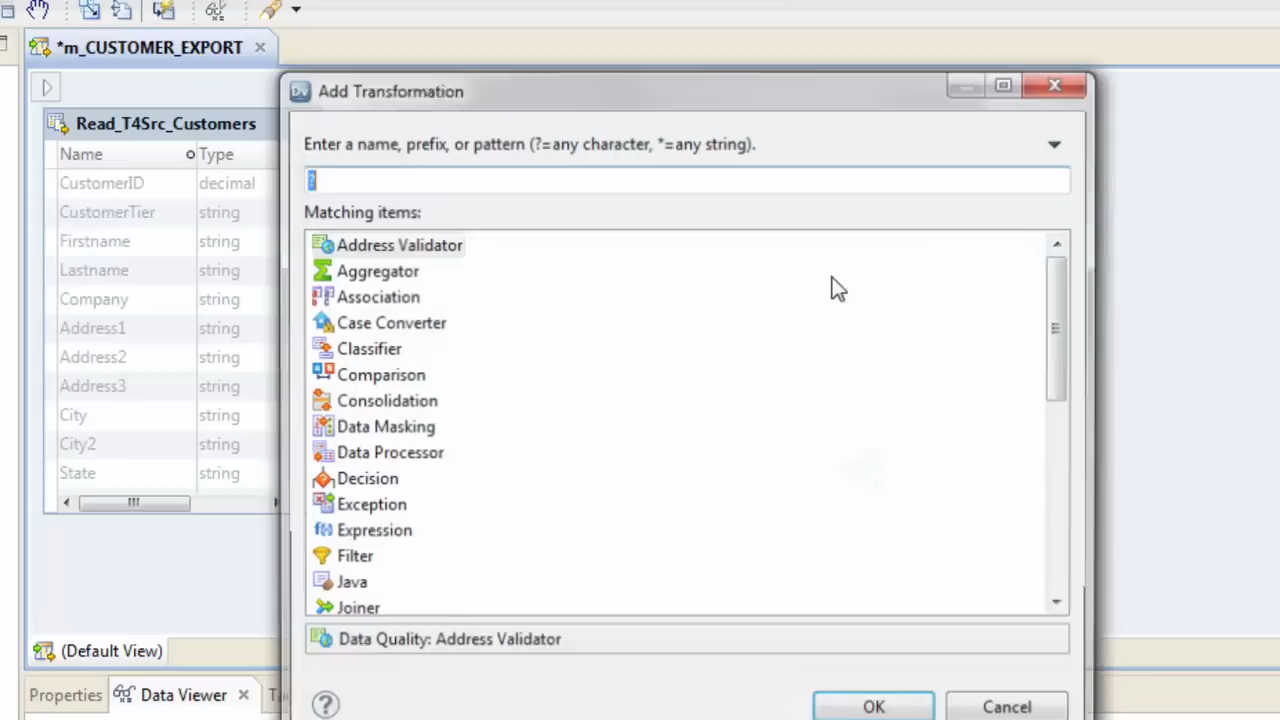 *m_CUSTOMER_EXPORT
Add Transformation
Read_T4Src_Customers
Enter a name, prefix, or pattern (?=any character, *=any string).
Name Type
?
CustomerID decimal
CustomerTier string
Firstname string
Lastname string
Company string
Address1 string
Address2 string
Address3 string
City string
City2 string
State string
Matching items:
Address Validator
Aggregator
Association
Case Converter
Classifier
Comparison
Consolidation
Data Masking
Data Processor
Decision
Exception
Expression
Filter
Java
Joiner
Data Quality: Address Validator
(Default View)
Properties Data Viewer
OK Cancel